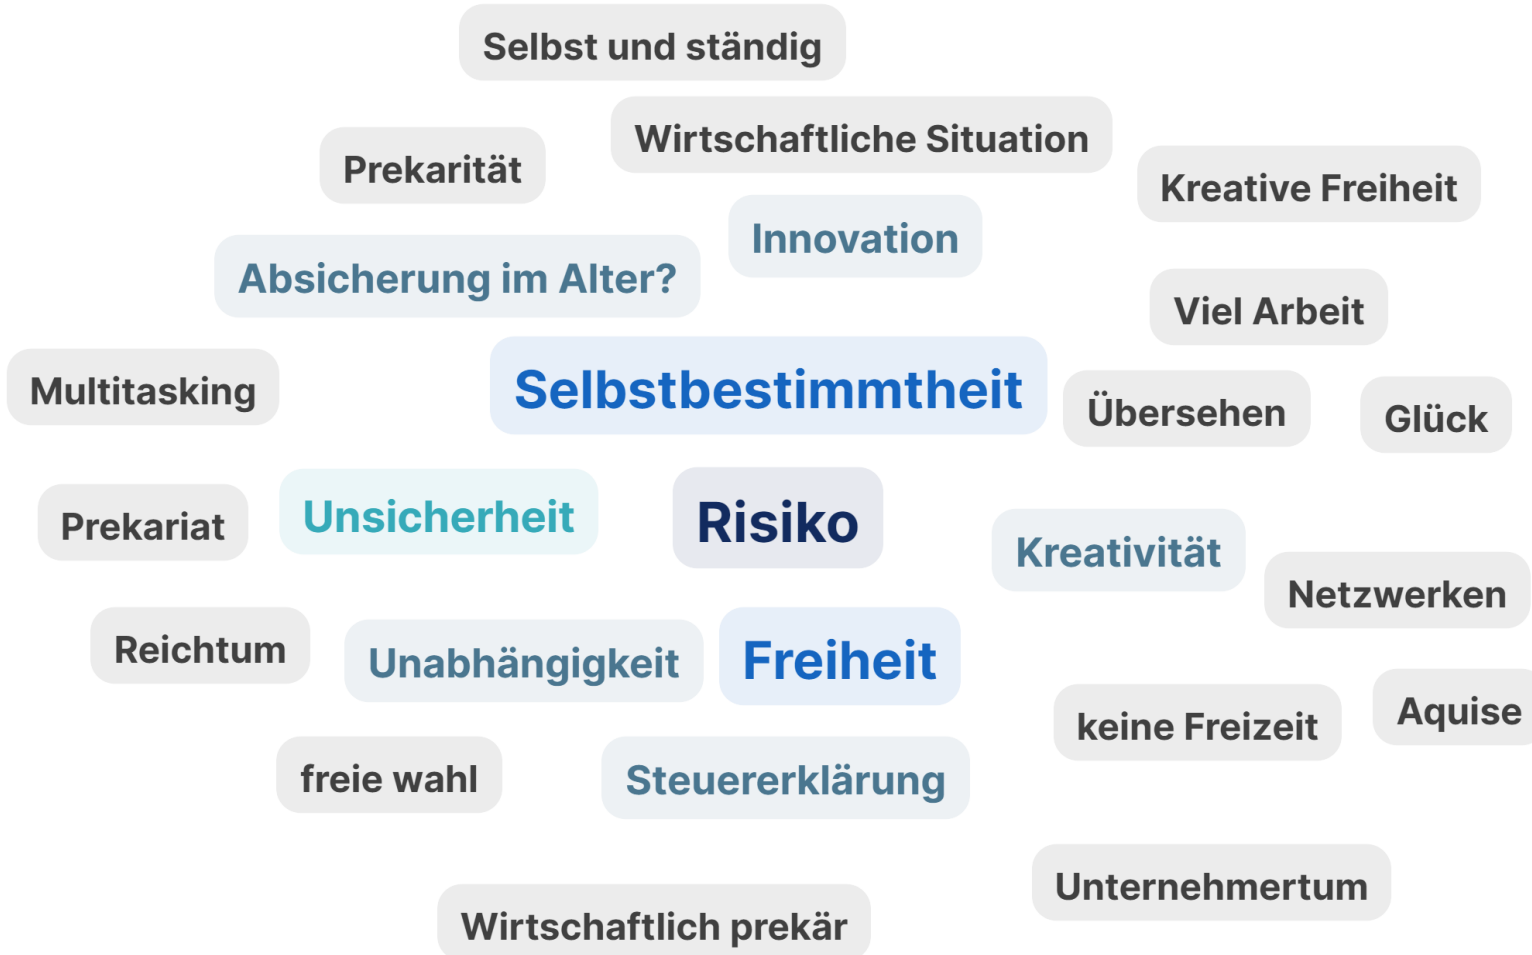 Selbst und ständig
Wirtschaftliche Situation
Prekarität
Kreative Freiheit
Innovation
Absicherung im Alter?
Viel Arbeit
Multitasking
Selbstbestimmtheit
Übersehen
Glück
Prekariat
Unsicherheit
Risiko
Kreativität
Netzwerken
Reichtum
Unabhängigkeit
Freiheit
keine Freizeit
Aquise
freie wahl
Steuererklärung
Unternehmertum
Wirtschaftlich prekär